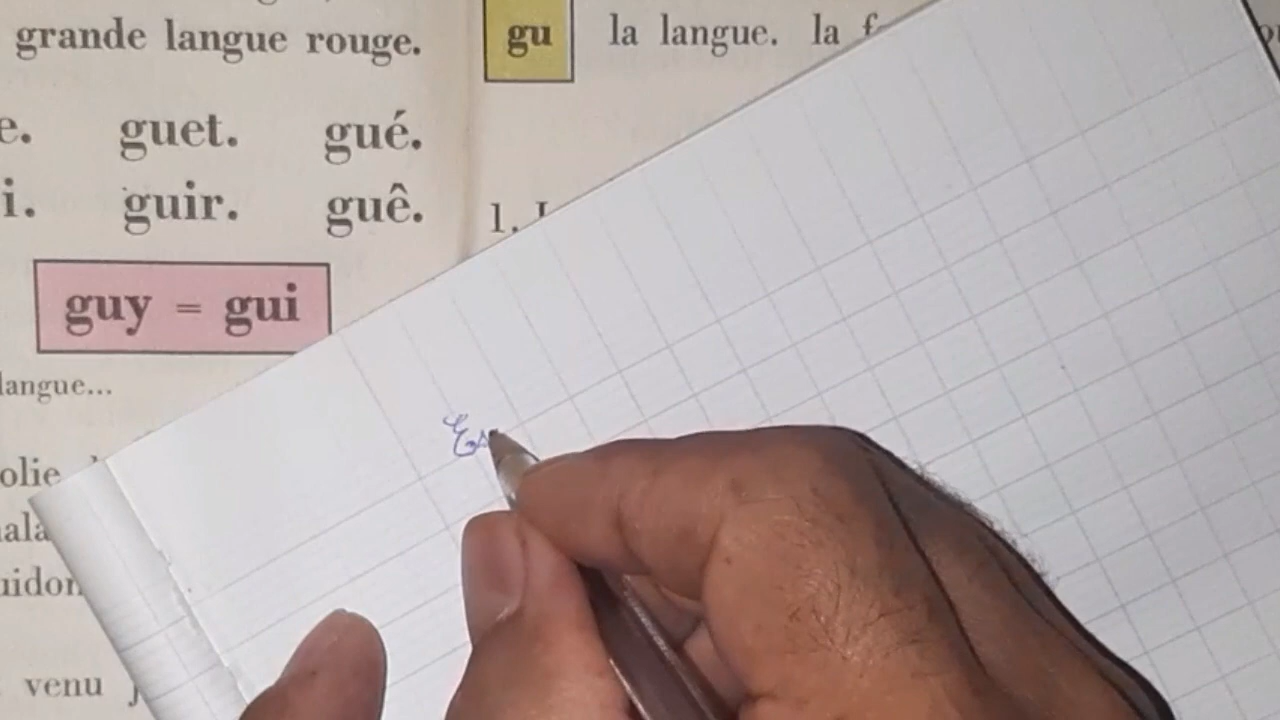 grande langue rouge.
e. guet. gué.
i. guir. guê.
guy = gui
langue...
olie
ala
uidon
venu j
gu la langue. la f
1. L
Es